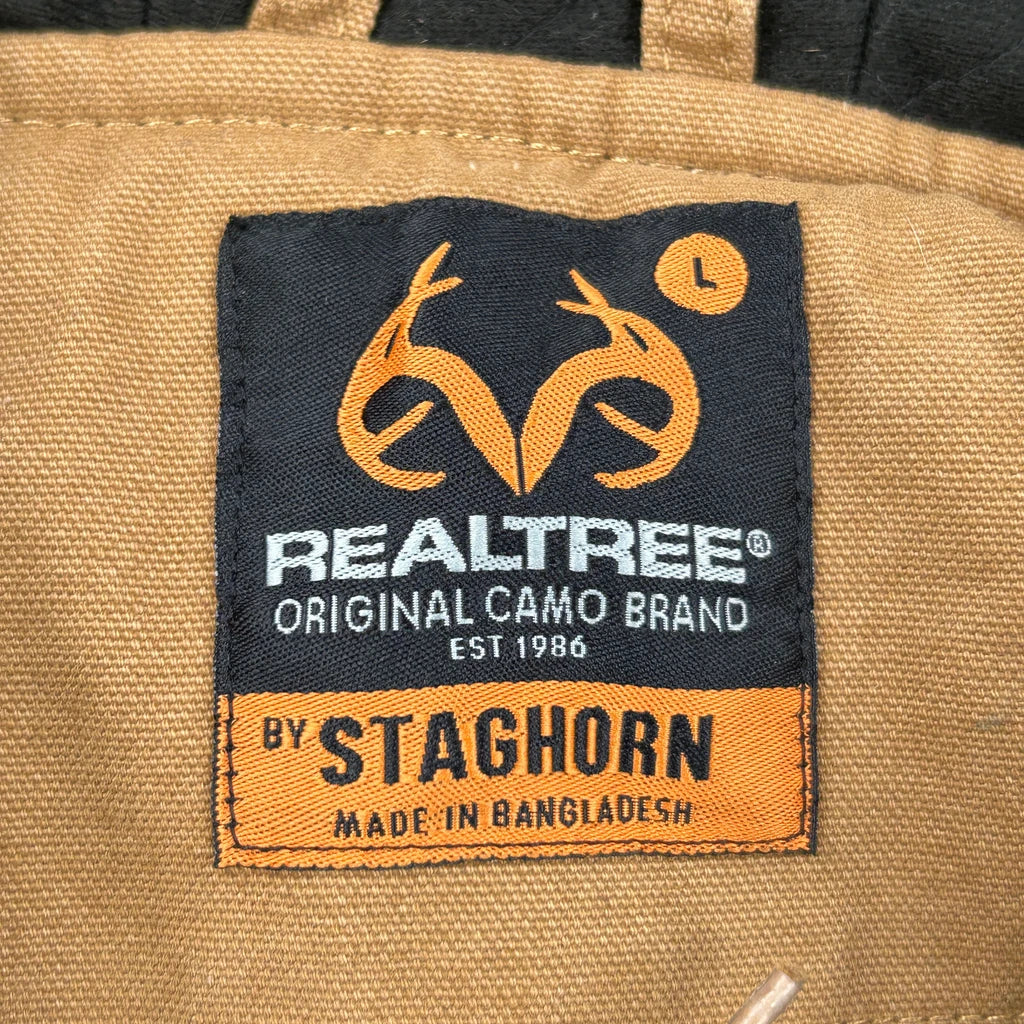 L
REALTREE®
ORIGINAL CAMO BRAND
EST 1986
BY STAGHORN
MADE IN BANGLADESH